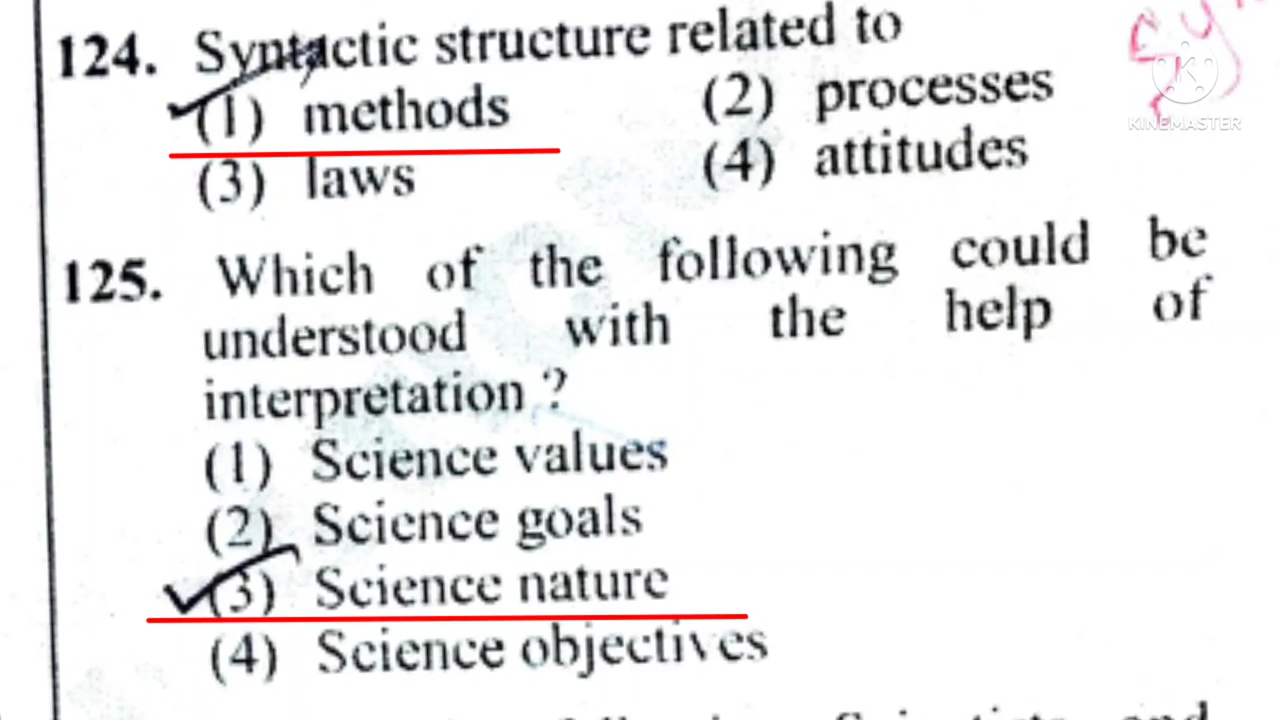 124. Syntactic structure related to
(1) methods (2) processes
(3) laws (4) attitudes
KINEMASTER
125. Which of the following could be
understood with the help of
interpretation ?
(1) Science values
(2) Science goals
(3) Science nature
(4) Science objectives